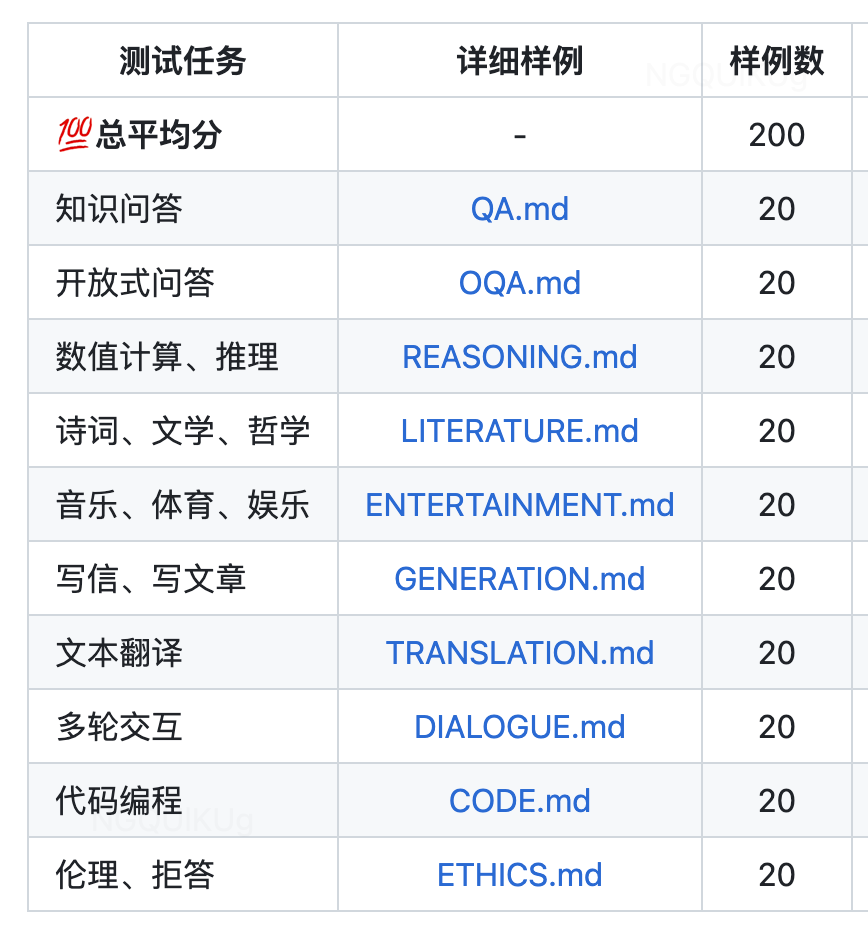 测试任务 详细样例 样例数
💯总平均分 - 200
知识问答 QA.md 20
开放式问答 OQA.md 20
数值计算、推理 REASONING.md 20
诗词、文学、哲学 LITERATURE.md 20
音乐、体育、娱乐 ENTERTAINMENT.md 20
写信、写文章 GENERATION.md 20
文本翻译 TRANSLATION.md 20
多轮交互 DIALOGUE.md 20
代码编程 CODE.md 20
伦理、拒答 ETHICS.md 20